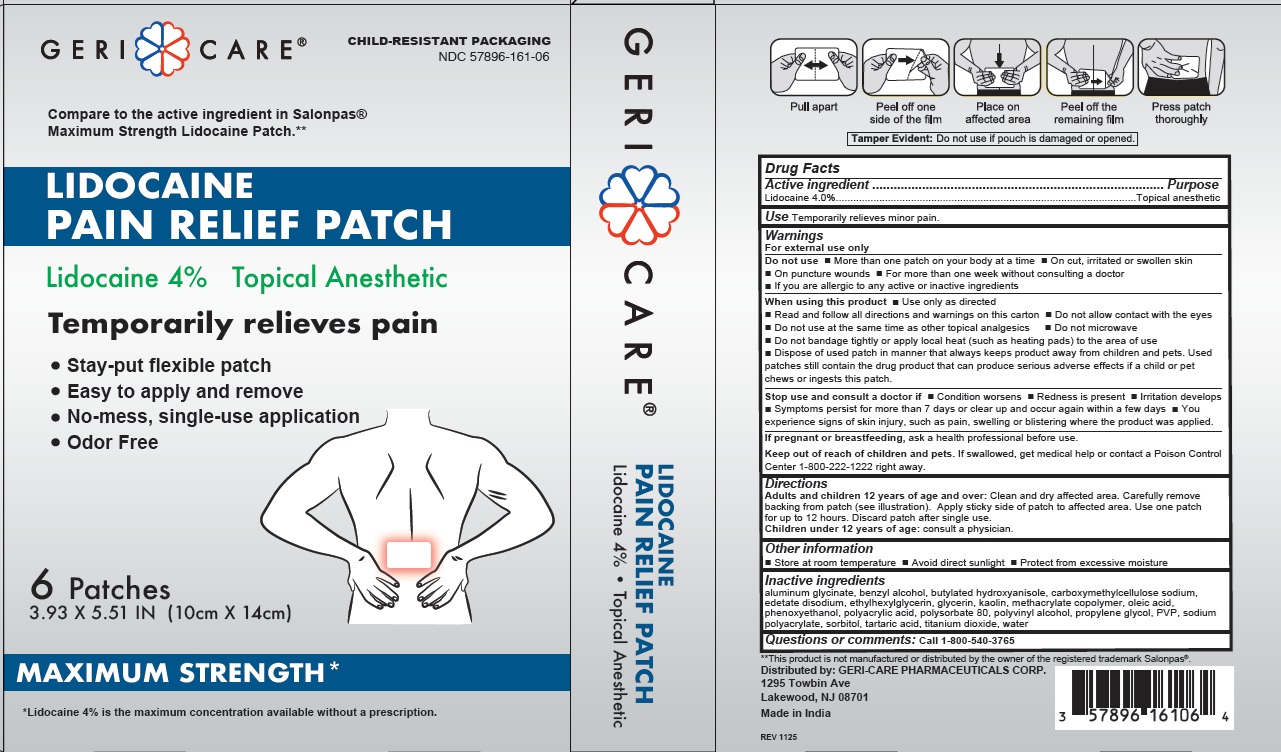 GERI CARE®
CHILD-RESISTANT PACKAGING
NDC 57896-161-06
Compare to the active ingredient in Salonpas®
Maximum Strength Lidocaine Patch.**
LIDOCAINE
PAIN RELIEF PATCH
Lidocaine 4% Topical Anesthetic
Temporarily relieves pain
• Stay-put flexible patch
• Easy to apply and remove
• No-mess, single-use application
• Odor Free
6 Patches
3.93 X 5.51 IN (10cm X 14cm)
MAXIMUM STRENGTH*
*Lidocaine 4% is the maximum concentration available without a prescription.
GERI CARE®
LIDOCAINE
PAIN RELIEF PATCH
Lidocaine 4% • Topical Anesthetic
Pull apart
Peel off one
side of the film
Place on
affected area
Peel off the
remaining film
Press patch
thoroughly
Tamper Evident: Do not use if pouch is damaged or opened.
Drug Facts
Active ingredient ........................................................................ Purpose
Lidocaine 4.0%........................................................................Topical anesthetic
Use Temporarily relieves minor pain.
Warnings
For external use only
Do not use ■ More than one patch on your body at a time ■ On cut, irritated or swollen skin
■ On puncture wounds ■ For more than one week without consulting a doctor
■ If you are allergic to any active or inactive ingredients
When using this product ■ Use only as directed
■ Read and follow all directions and warnings on this carton ■ Do not allow contact with the eyes
■ Do not use at the same time as other topical analgesics ■ Do not microwave
■ Do not bandage tightly or apply local heat (such as heating pads) to the area of use
■ Dispose of used patch in manner that always keeps product away from children and pets. Used
patches still contain the drug product that can produce serious adverse effects if a child or pet
chews or ingests this patch.
Stop use and consult a doctor if ■ Condition worsens ■ Redness is present ■ Irritation develops
■ Symptoms persist for more than 7 days or clear up and occur again within a few days ■ You
experience signs of skin injury, such as pain, swelling or blistering where the product was applied.
If pregnant or breastfeeding, ask a health professional before use.
Keep out of reach of children and pets. If swallowed, get medical help or contact a Poison Control
Center 1-800-222-1222 right away.
Directions
Adults and children 12 years of age and over: Clean and dry affected area. Carefully remove
backing from patch (see illustration). Apply sticky side of patch to affected area. Use one patch
for up to 12 hours. Discard patch after single use.
Children under 12 years of age: consult a physician.
Other information
■ Store at room temperature ■ Avoid direct sunlight ■ Protect from excessive moisture
Inactive ingredients
aluminum glycinate, benzyl alcohol, butylated hydroxyanisole, carboxymethylcellulose sodium,
edetate disodium, ethylhexylglycerin, glycerin, kaolin, methacrylate copolymer, oleic acid,
phenoxyethanol, polyacrylic acid, polysorbate 80, polyvinyl alcohol, propylene glycol, PVP, sodium
polyacrylate, sorbitol, tartaric acid, titanium dioxide, water
Questions or comments: Call 1-800-540-3765
**This product is not manufactured or distributed by the owner of the registered trademark Salonpas®.
Distributed by: GERI-CARE PHARMACEUTICALS CORP.
1295 Towbin Ave
Lakewood, NJ 08701
Made in India
REV 1125
3 57896 16106 4